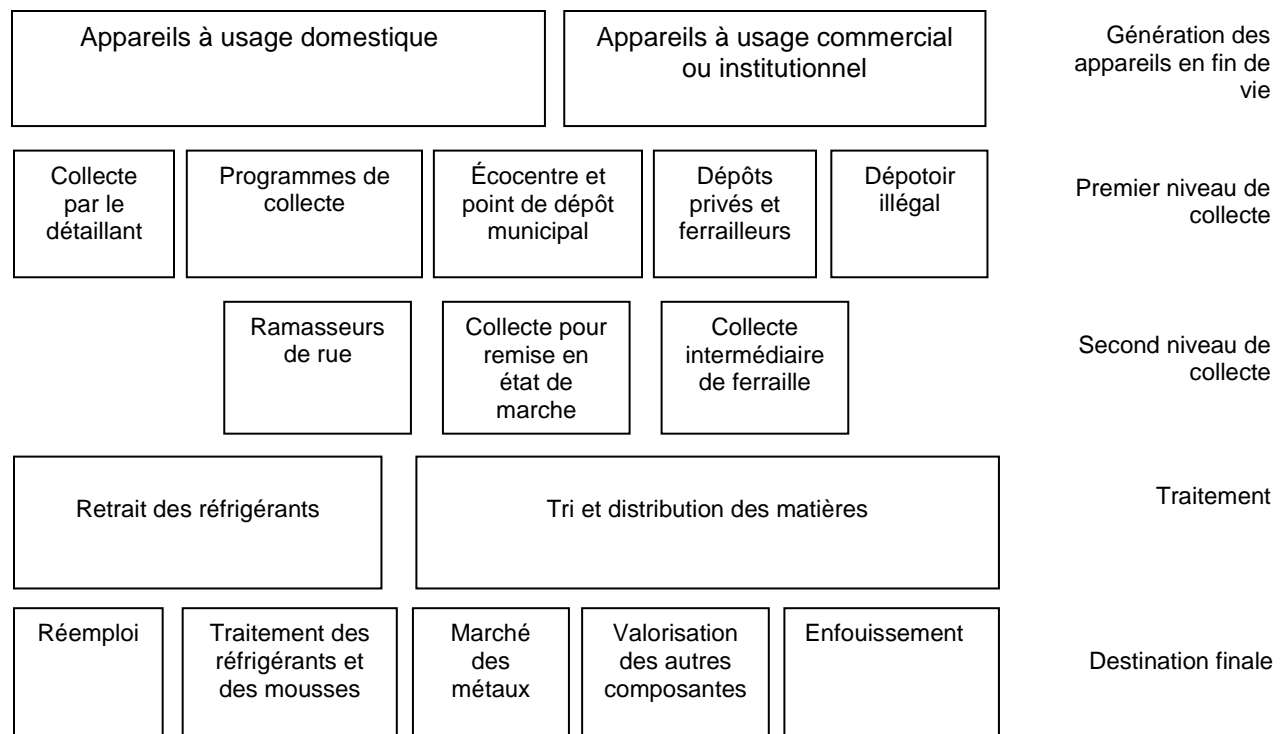 Appareils à usage domestique
Appareils à usage commercial
ou institutionnel
Génération des
appareils en fin de
vie
Collecte
par le
détaillant
Programmes de
collecte
Écocentre et
point de dépôt
municipal
Dépôts
privés et
ferrailleurs
Dépotoir
illégal
Premier niveau de
collecte
Ramasseurs
de rue
Collecte pour
remise en
état de
marche
Collecte
intermédiaire
de ferraille
Second niveau de
collecte
Retrait des réfrigérants
Tri et distribution des matières
Traitement
Réemploi
Traitement des
réfrigérants et
des mousses
Marché
des
métaux
Valorisation
des autres
composantes
Enfouissement
Destination finale